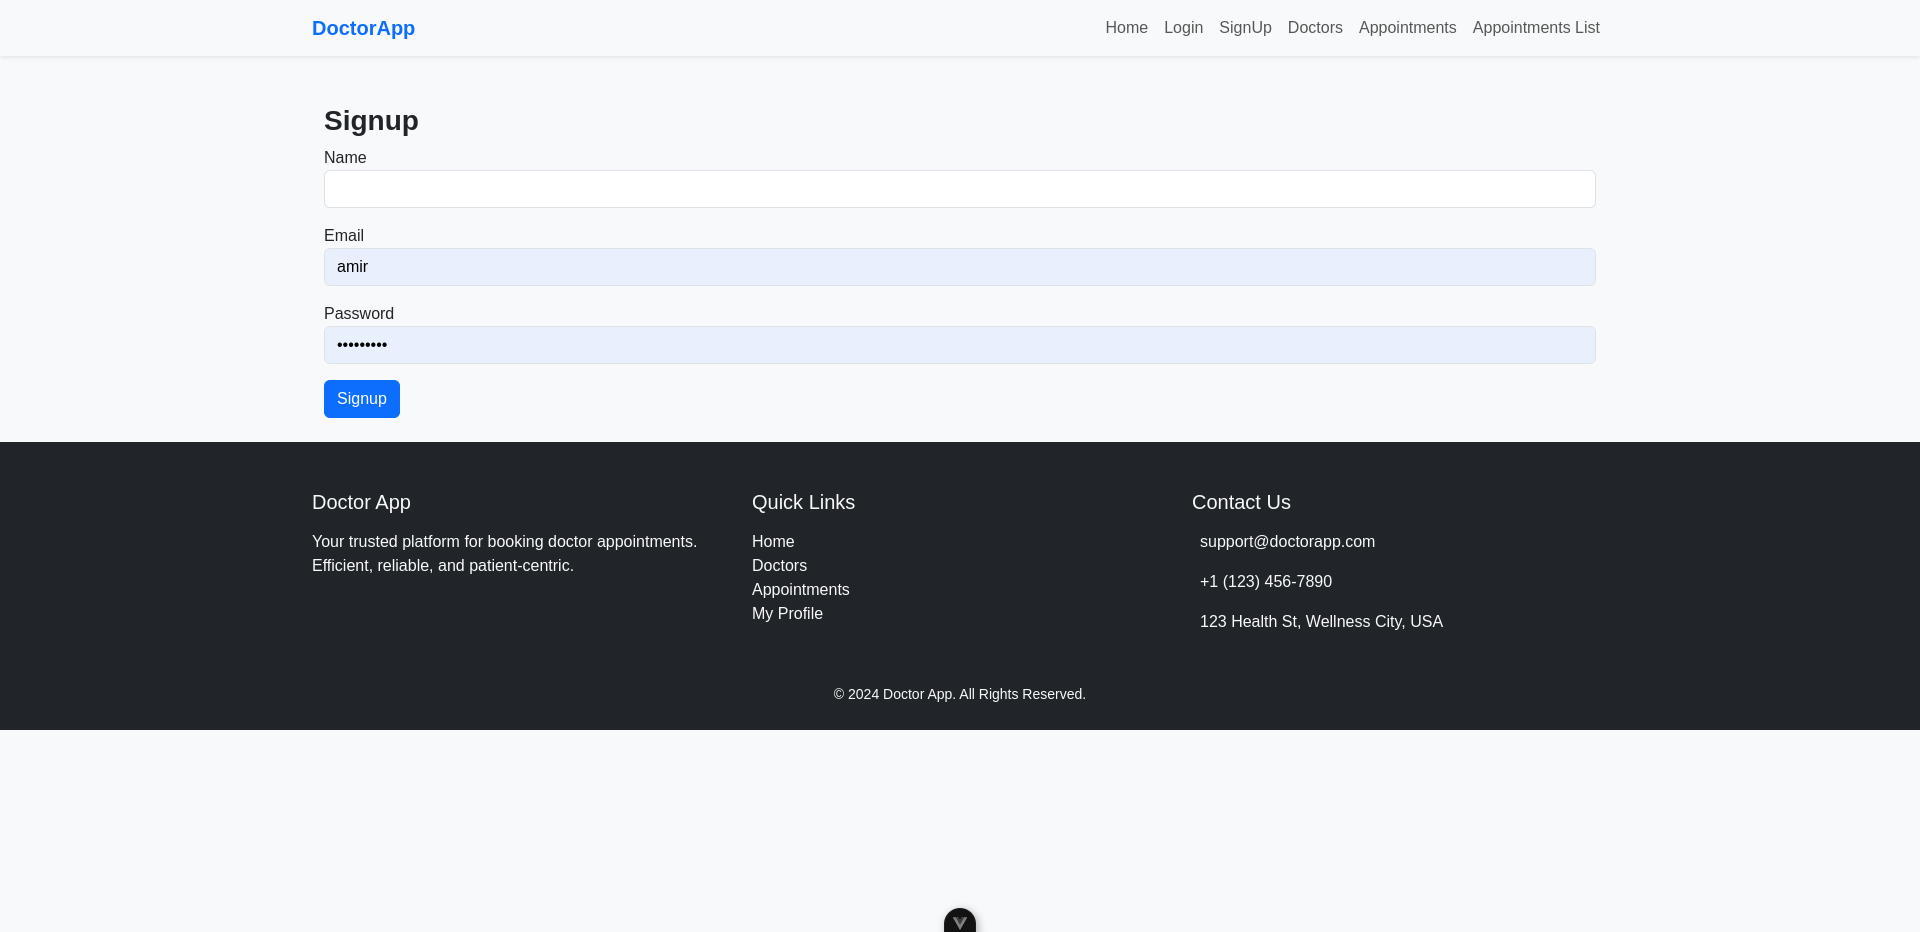 DoctorApp
Home Login SignUp Doctors Appointments Appointments List
Signup
Name
Email
amir
Password
•••••••••
Signup
Doctor App
Your trusted platform for booking doctor appointments.
Efficient, reliable, and patient-centric.
Quick Links
Home
Doctors
Appointments
My Profile
Contact Us
support@doctorapp.com
+1 (123) 456-7890
123 Health St, Wellness City, USA
© 2024 Doctor App. All Rights Reserved.